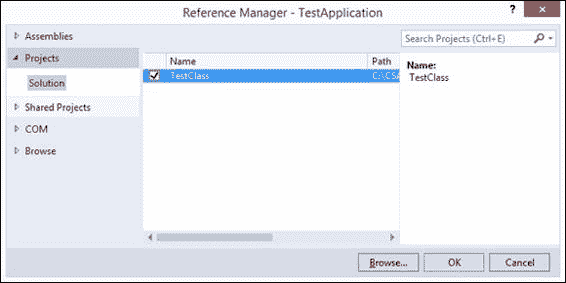 Reference Manager - TestApplication
?
Assemblies
Projects
Solution
Shared Projects
COM
Browse
Name
Path
TestClass
Search Projects (Ctrl+E)
Name:
TestClass
Browse...
OK
Cancel